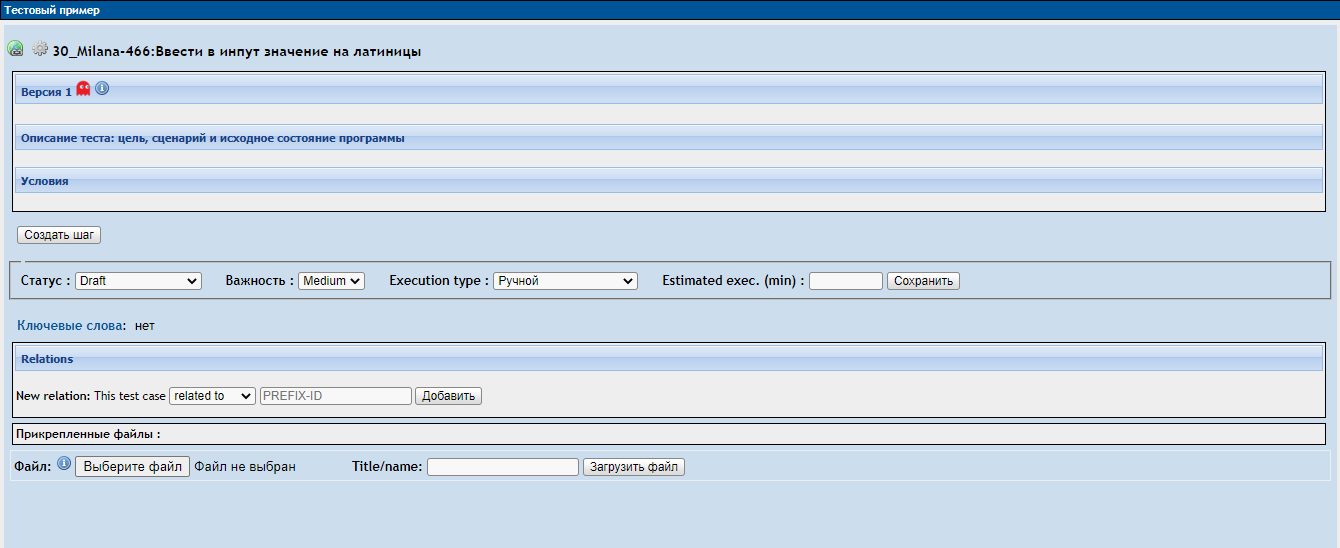 Тестовый пример
30_Milana-466:Ввести в инпут значение на латиницы
Версия 1
Описание теста: цель, сценарий и исходное состояние программы
Условия
Создать шаг
Статус : Draft Важность : Medium Execution type : Ручной Estimated exec. (min) : Сохранить
Ключевые слова: нет
Relations
New relation: This test case related to PREFIX-ID Добавить
Прикрепленные файлы :
Файл: Выберите файл Файл не выбран Title/name: Загрузить файл